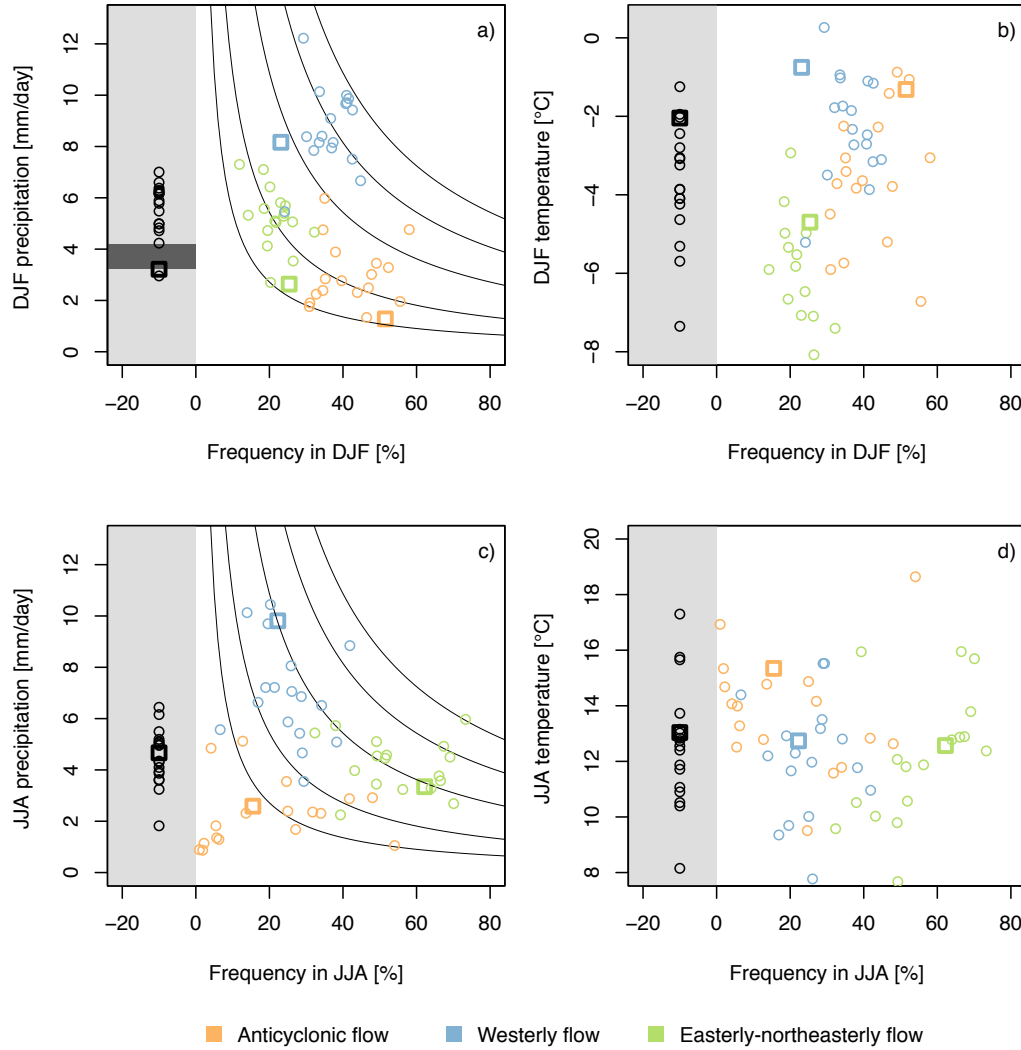 a)
DJF precipitation [mm/day]
0 2 4 6 8 10 12
−20 0 20 40 60 80
Frequency in DJF [%]
b)
DJF temperature [°C]
−8 −6 −4 −2 0
−20 0 20 40 60 80
Frequency in DJF [%]
c)
JJA precipitation [mm/day]
0 2 4 6 8 10 12
−20 0 20 40 60 80
Frequency in JJA [%]
d)
JJA temperature [°C]
8 10 12 14 16 18 20
−20 0 20 40 60 80
Frequency in JJA [%]
Anticyclonic flow
Westerly flow
Easterly-northeasterly flow